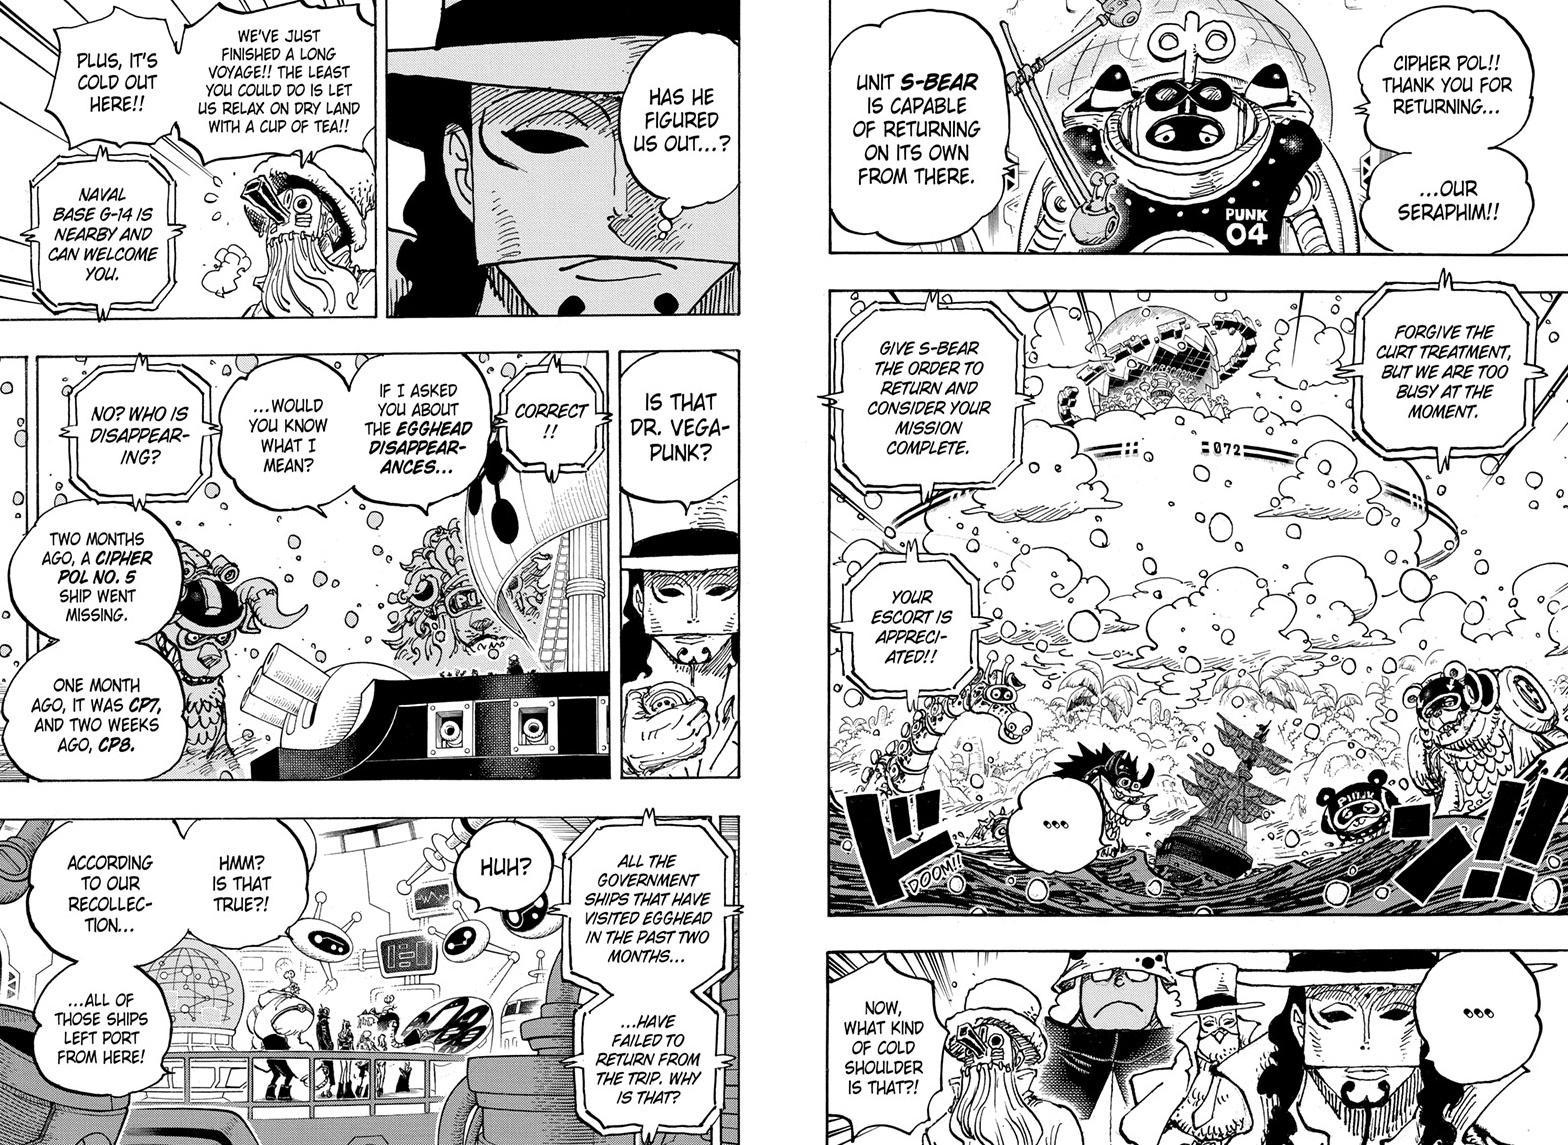 CIPHER POL!!
THANK YOU FOR
RETURNING...
...OUR
SERAPHIM!!
UNIT S-BEAR
IS CAPABLE
OF RETURNING
ON ITS OWN
FROM THERE.
PUNK
04
FORGIVE THE
CURT TREATMENT,
BUT WE ARE TOO
BUSY AT THE
MOMENT.
GIVE S-BEAR
THE ORDER TO
RETURN AND
CONSIDER YOUR
MISSION
COMPLETE.
072
YOUR
ESCORT IS
APPRECI-
ATED!!
...
PUNK
ド
ン!!
DOOM!!
...
NOW,
WHAT KIND
OF COLD
SHOULDER
IS THAT?!
HAS HE
FIGURED
US OUT...?
WE'VE JUST
FINISHED A LONG
VOYAGE!! THE LEAST
YOU COULD DO IS LET
US RELAX ON DRY LAND
WITH A CUP OF TEA!!
PLUS, IT'S
COLD OUT
HERE!!
NAVAL
BASE G-14 IS
NEARBY AND
CAN WELCOME
YOU.
IS THAT
DR. VEGA-
PUNK?
CORRECT
!!
IF I ASKED
YOU ABOUT
THE EGGHEAD
DISAPPEAR-
ANCES...
...WOULD
YOU KNOW
WHAT I
MEAN?
NO? WHO IS
DISAPPEAR-
ING?
TWO MONTHS
AGO, A CIPHER
POL NO. 5
SHIP WENT
MISSING.
ONE MONTH
AGO, IT WAS CP7,
AND TWO WEEKS
AGO, CP8.
ALL THE
GOVERNMENT
SHIPS THAT HAVE
VISITED EGGHEAD
IN THE PAST TWO
MONTHS...
...HAVE
FAILED TO
RETURN FROM
THE TRIP. WHY
IS THAT?
HUH?
HMM?
IS THAT
TRUE?!
ACCORDING
TO OUR
RECOLLEC-
TION...
...ALL OF
THOSE SHIPS
LEFT PORT
FROM HERE!